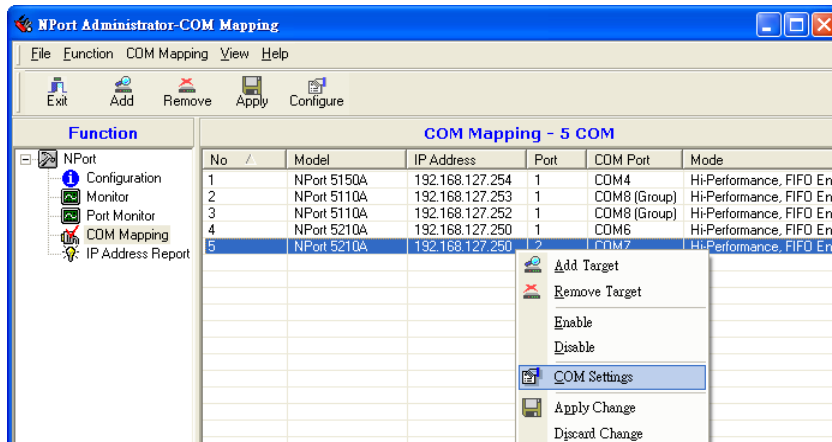 NPort Administrator-COM Mapping
File Function COM Mapping View Help
Exit Add Remove Apply Configure
Function
COM Mapping - 5 COM
NPort
Configuration
Monitor
Port Monitor
COM Mapping
IP Address Report
No Model IP Address Port COM Port Mode
1 NPort 5150A 192.168.127.254 1 COM4 Hi-Performance, FIFO En
2 NPort 5110A 192.168.127.253 1 COM8 (Group) Hi-Performance, FIFO En
3 NPort 5110A 192.168.127.252 1 COM8 (Group) Hi-Performance, FIFO En
4 NPort 5210A 192.168.127.250 1 COM6 Hi-Performance, FIFO En
5 NPort 5210A 192.168.127.250 2 COM7 Hi-Performance, FIFO En
Add Target
Remove Target
Enable
Disable
COM Settings
Apply Change
Discard Change